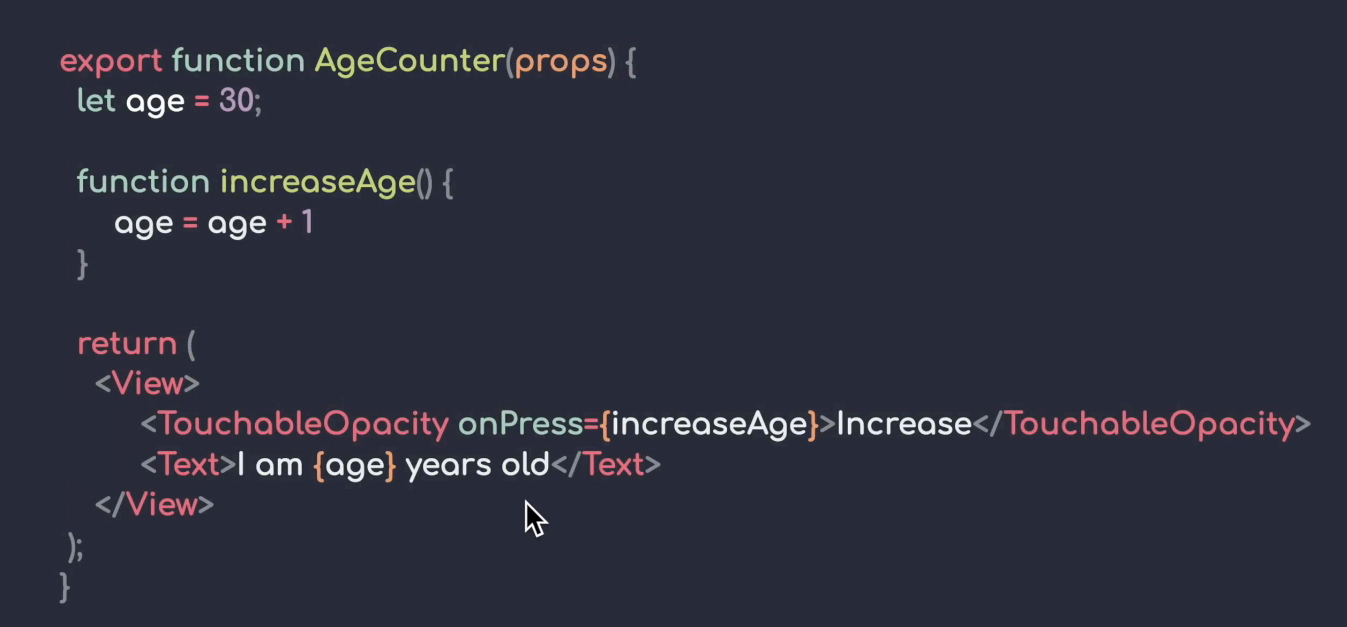 export function AgeCounter(props) {
let age = 30;
function increaseAge() {
age = age + 1
}
return (
<View>
<TouchableOpacity onPress={increaseAge}>Increase</TouchableOpacity>
<Text>I am {age} years old</Text>
</View>
);
}